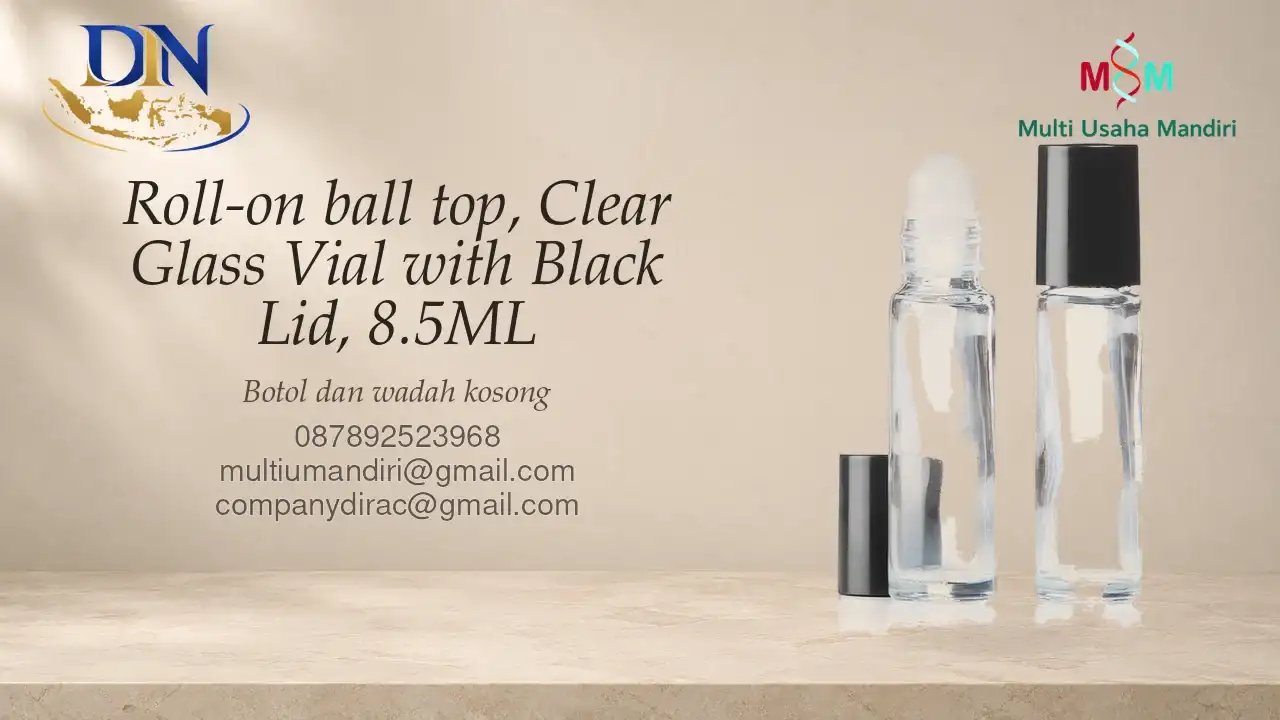 DN
M M
Multi Usaha Mandiri
Roll-on ball top, Clear
Glass Vial with Black
Lid, 8.5ML
Botol dan wadah kosong
087892523968
multiumandiri@gmail.com
companydirac@gmail.com